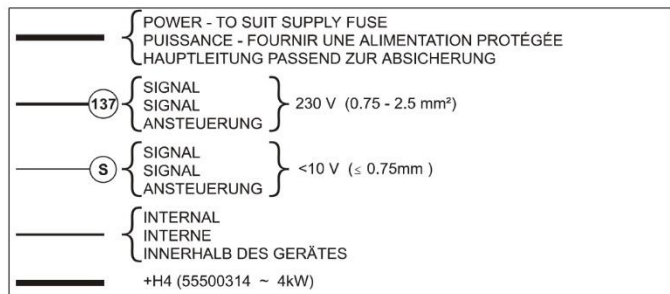 POWER - TO SUIT SUPPLY FUSE
PUISSANCE - FOURNIR UNE ALIMENTATION PROTÉGÉE
HAUPTLEITUNG PASSEND ZUR ABSICHERUNG
SIGNAL
137 SIGNAL 230 V (0.75 - 2.5 mm²)
ANSTEUERUNG
SIGNAL
S SIGNAL <10 V (≤ 0.75mm )
ANSTEUERUNG
INTERNAL
INTERNE
INNERHALB DES GERÄTES
+H4 (55500314 ~ 4kW)